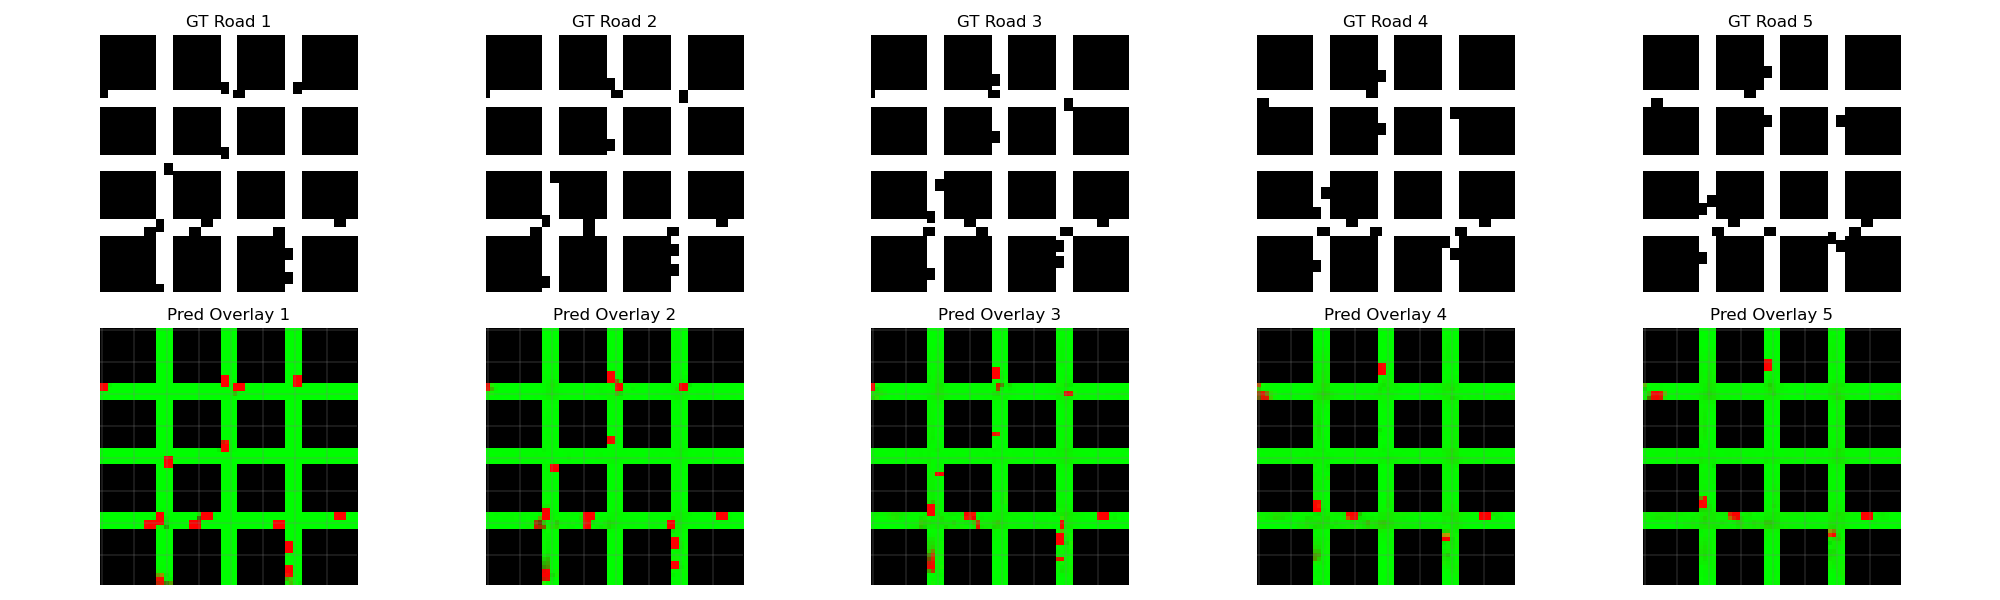 GT Road 1
GT Road 2
GT Road 3
GT Road 4
GT Road 5
Pred Overlay 1
Pred Overlay 2
Pred Overlay 3
Pred Overlay 4
Pred Overlay 5